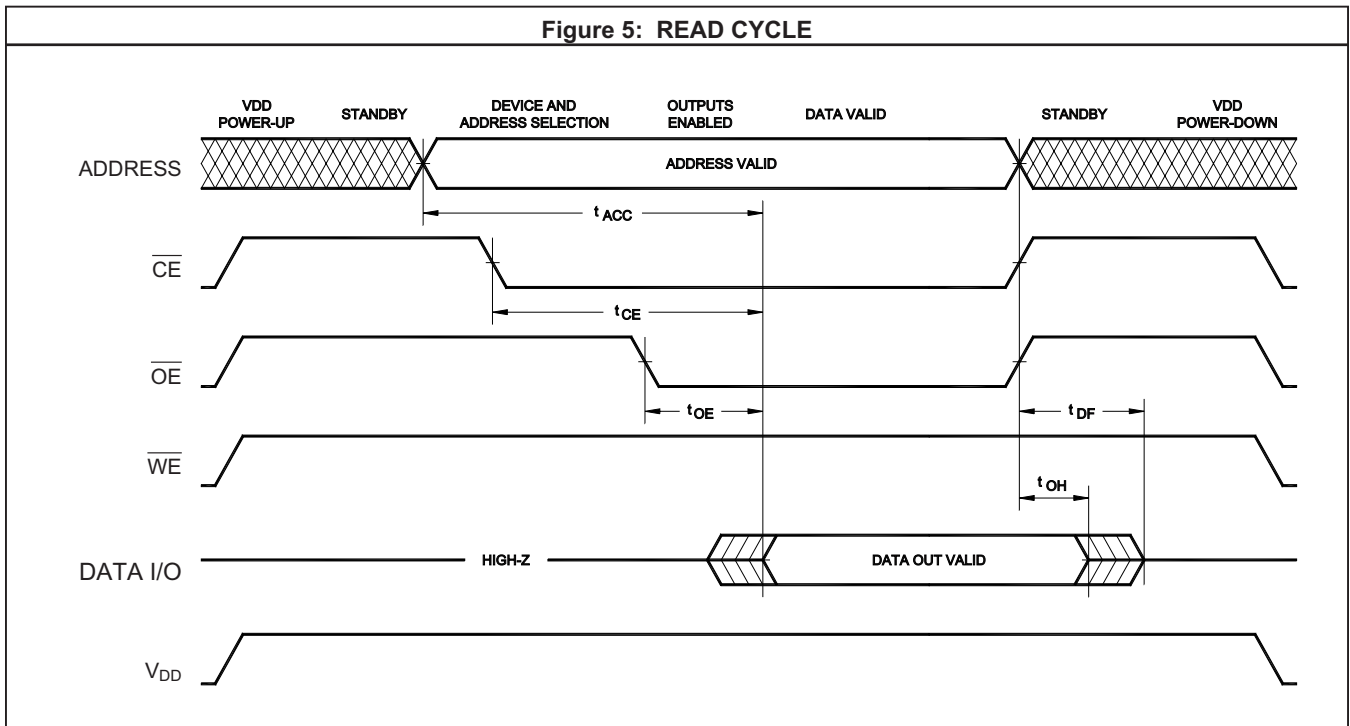 Figure 5: READ CYCLE
VDD
POWER-UP
STANDBY
DEVICE AND
ADDRESS SELECTION
OUTPUTS
ENABLED
DATA VALID
STANDBY
VDD
POWER-DOWN
ADDRESS
ADDRESS VALID
t ACC
CE
t CE
OE
t OE
t DF
WE
t OH
DATA I/O
HIGH-Z
DATA OUT VALID
VDD